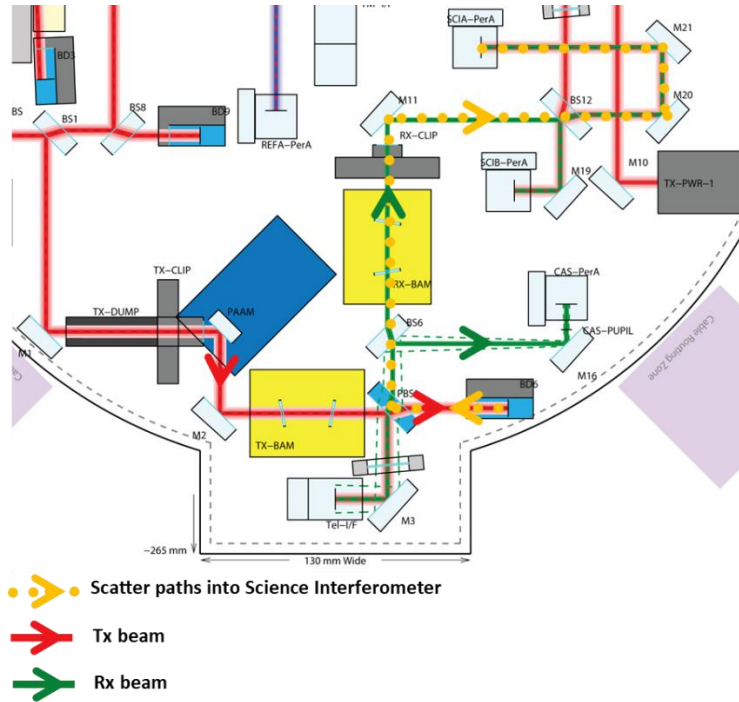 SCIA-PerA
M21
BD3
M11
BS
BS1
BS8
BD9
RX-CLIP
BS12
M20
REFA-PerA
SCIB-PerA
M19
M10
TX-PWR-1
TX-CLIP
RX-BAM
CAS-PerA
TX-DUMP
PAAM
BS6
CAS-PUPIL
Cable Routing Zone
M1
M16
PBS
BD6
M2
TX-BAM
M3
Tel-I/F
-265 mm
130 mm Wide
Scatter paths into Science Interferometer
Tx beam
Rx beam